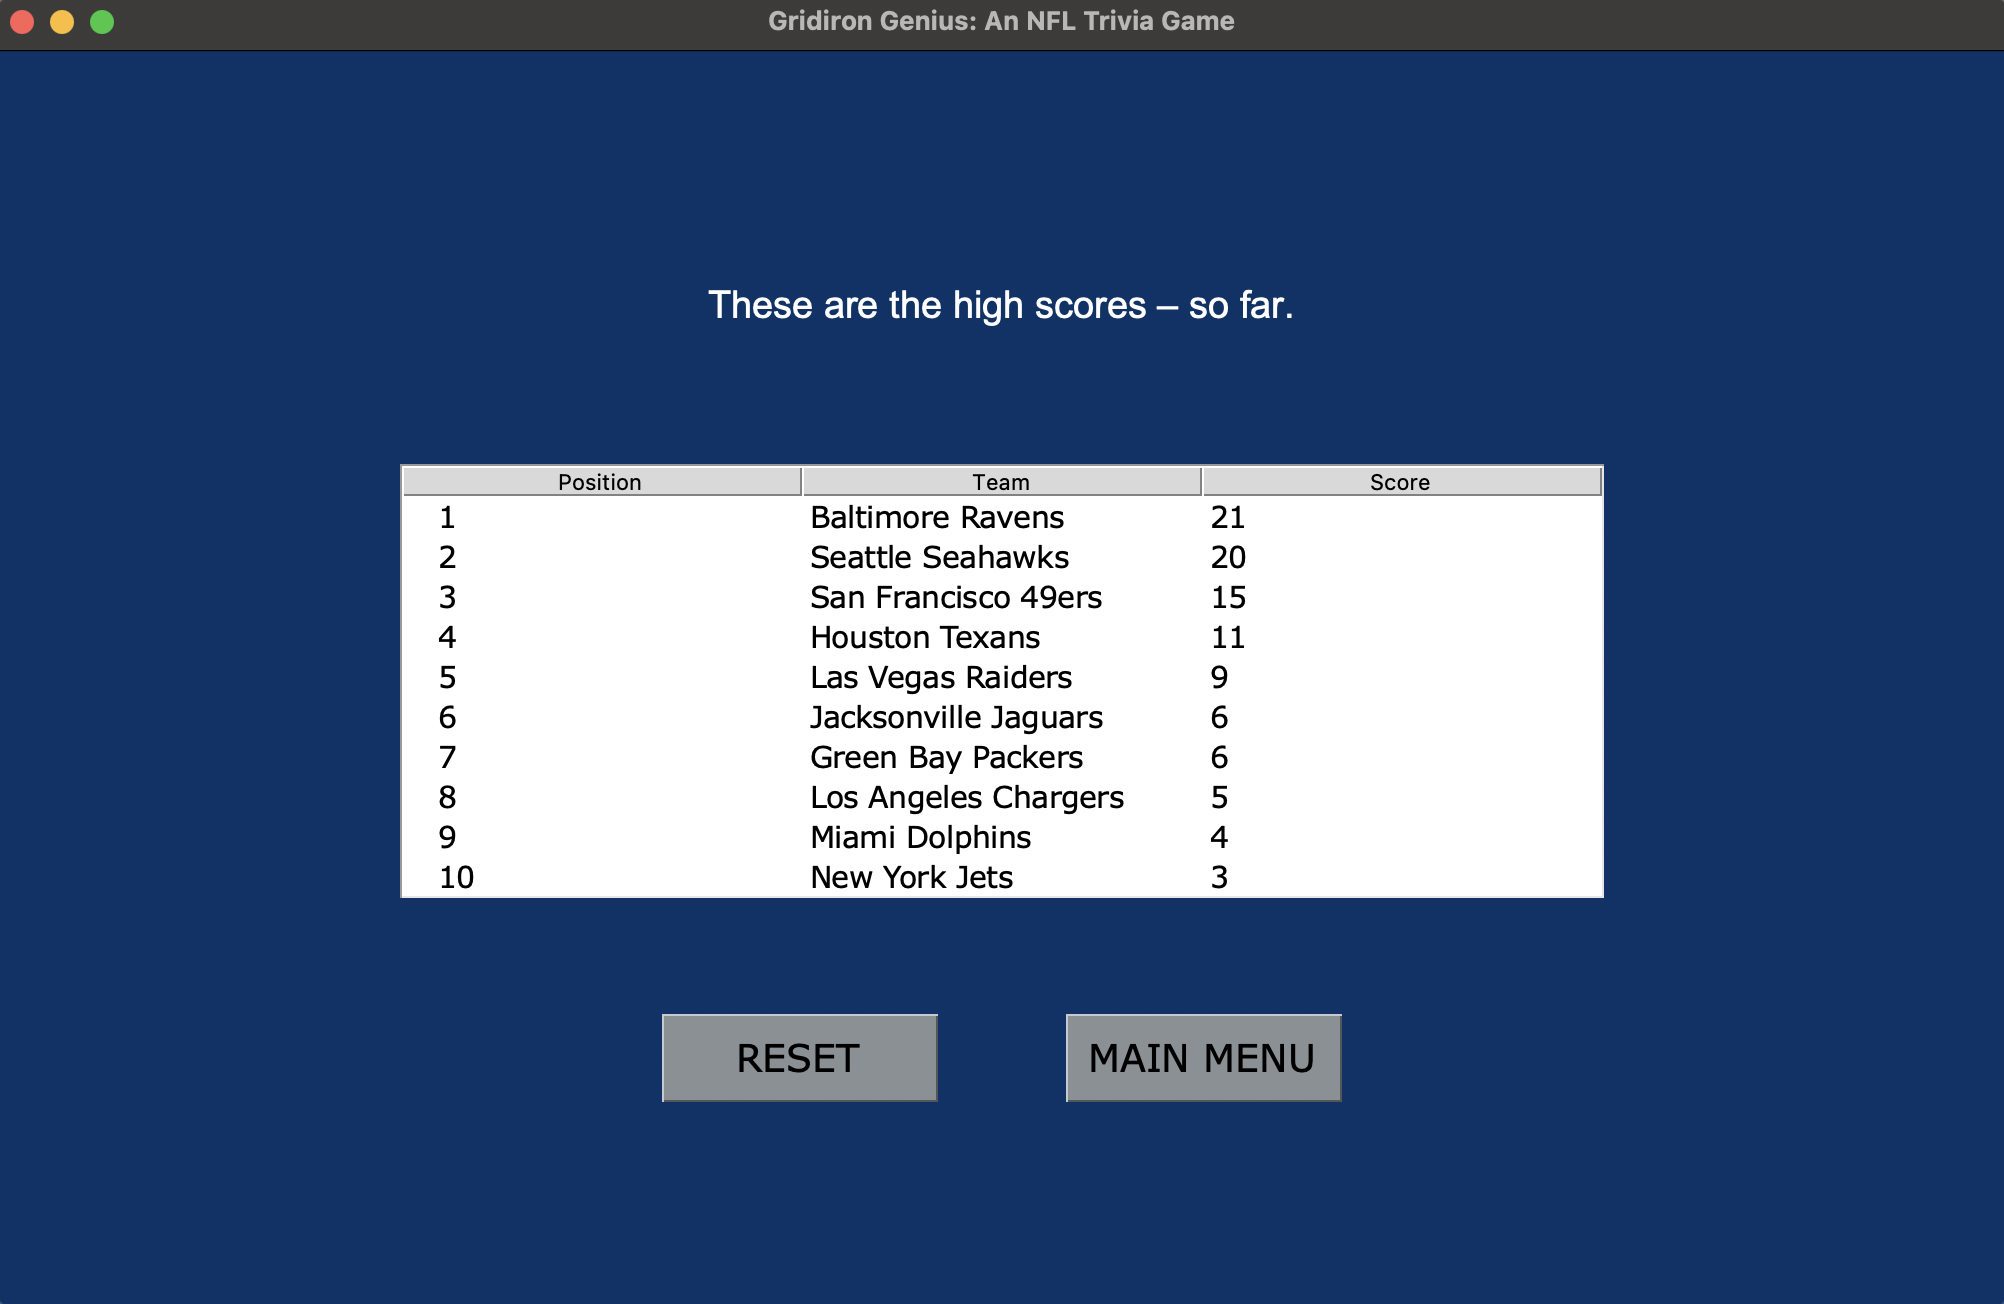 Gridiron Genius: An NFL Trivia Game
These are the high scores – so far.
Position Team Score
1 Baltimore Ravens 21
2 Seattle Seahawks 20
3 San Francisco 49ers 15
4 Houston Texans 11
5 Las Vegas Raiders 9
6 Jacksonville Jaguars 6
7 Green Bay Packers 6
8 Los Angeles Chargers 5
9 Miami Dolphins 4
10 New York Jets 3
RESET MAIN MENU